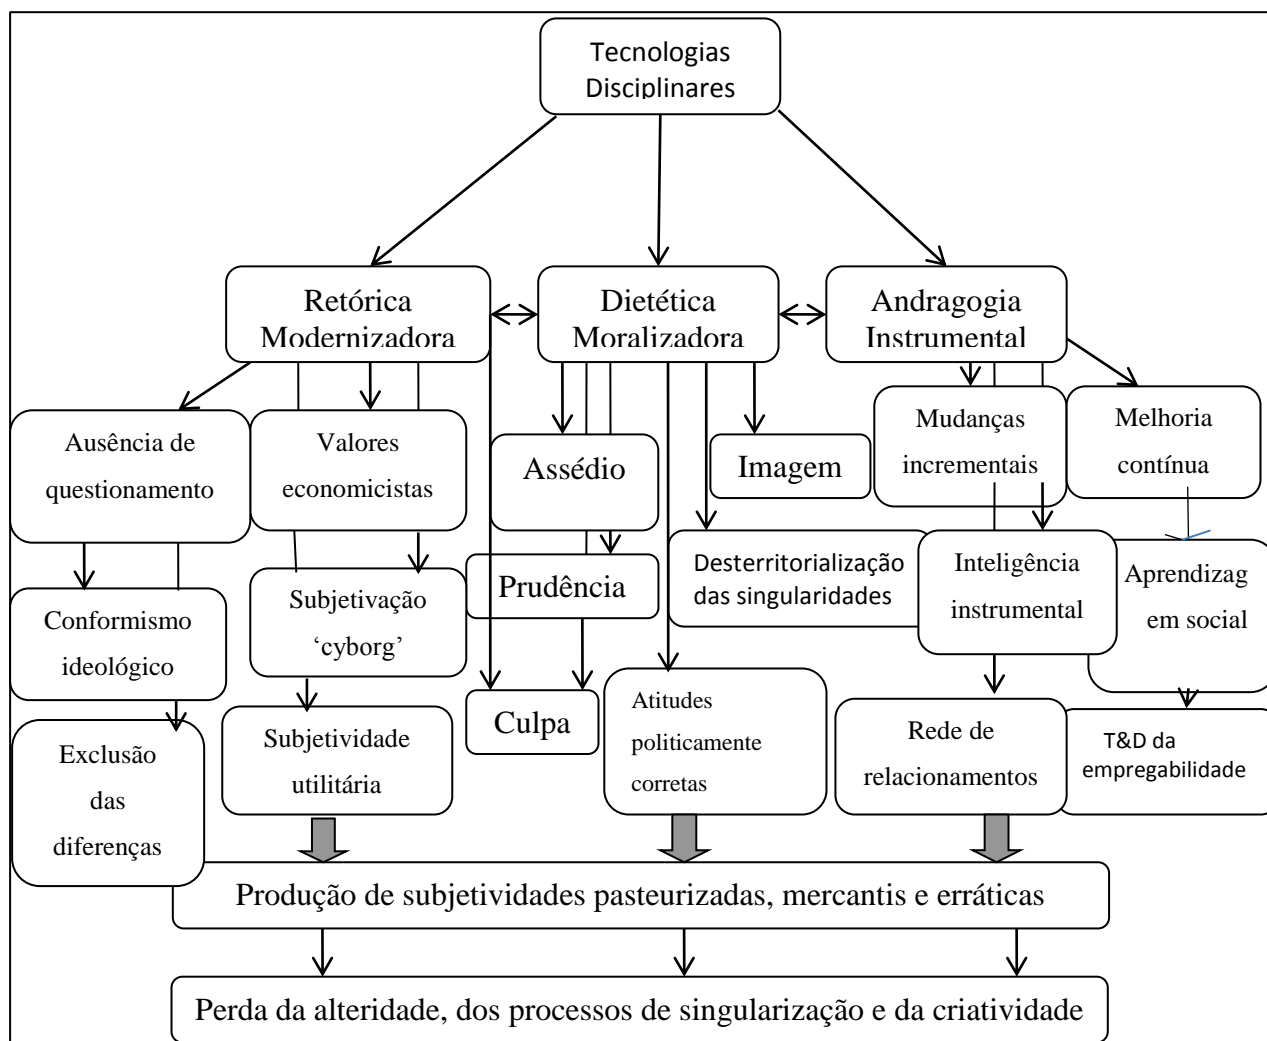 Tecnologias
Disciplinares
Retórica
Modernizadora
Dietética
Moralizadora
Andragogia
Instrumental
Ausência de
questionamento
Valores
economicistas
Assédio
Imagem
Mudanças
incrementais
Melhoria
contínua
Conformismo
ideológico
Subjetivação
‘cyborg’
Prudência
Desterritorialização
das singularidades
Inteligência
instrumental
Aprendizag
em social
Exclusão
das
diferenças
Subjetividade
utilitária
Culpa
Atitudes
politicamente
corretas
Rede de
relacionamentos
T&D da
empregabilidade
Produção de subjetividades pasteurizadas, mercantis e erráticas
Perda da alteridade, dos processos de singularização e da criatividade